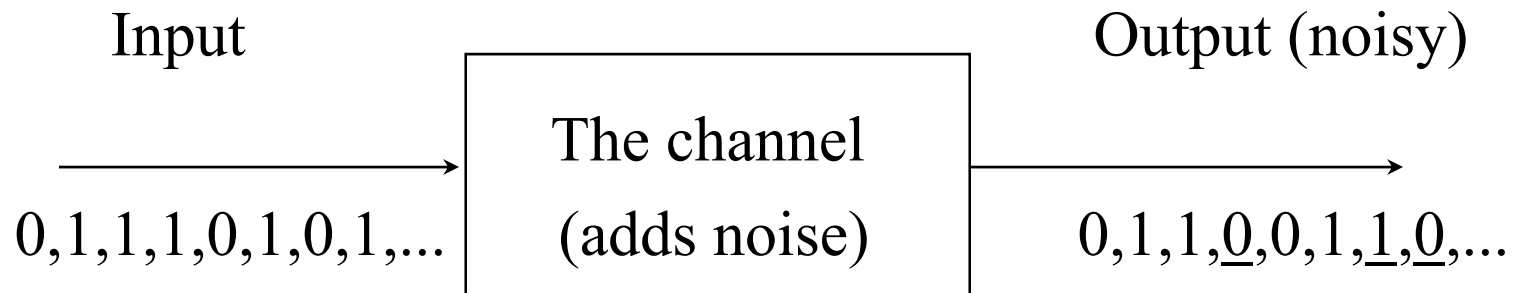 Input
Output (noisy)
The channel
(adds noise)
0,1,1,1,0,1,0,1,...
0,1,1,0,0,1,1,0,...